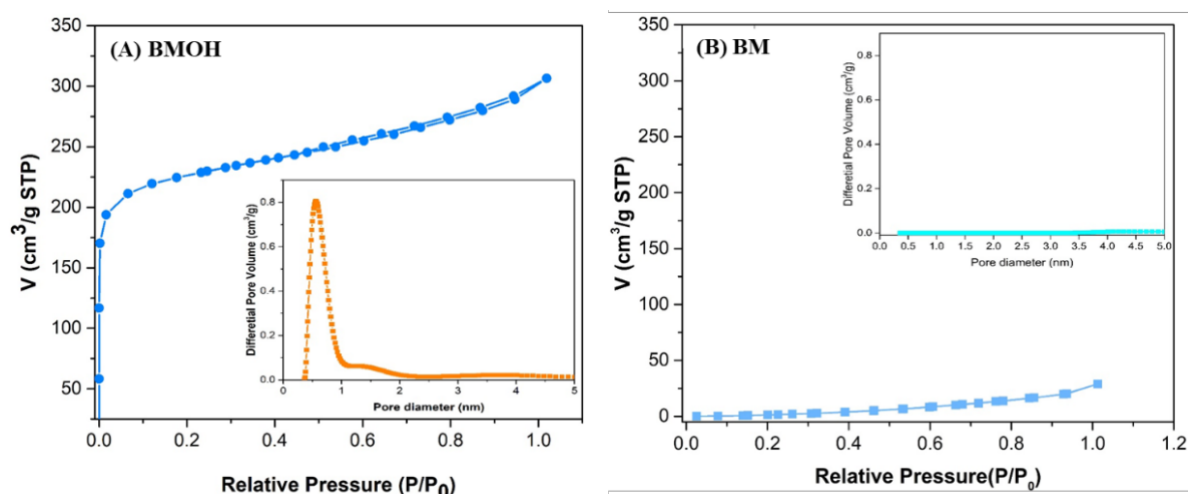 (A) BMOH
V (cm³/g STP)
350
300
250
200
150
100
50
0.0 0.2 0.4 0.6 0.8 1.0
Relative Pressure (P/P₀)
Differetial Pore Volume (cm³/g)
0.8
0.6
0.4
0.2
0.0
0 1 2 3 4 5
Pore diameter (nm)
(B) BM
V (cm³/g STP)
350
300
250
200
150
100
50
0
0.0 0.2 0.4 0.6 0.8 1.0 1.2
Relative Pressure(P/P₀)
Differetial Pore Volume (cm³/g)
0.8
0.6
0.4
0.2
0.0
0.0 0.5 1.0 1.5 2.0 2.5 3.0 3.5 4.0 4.5 5.0
Pore diameter (nm)